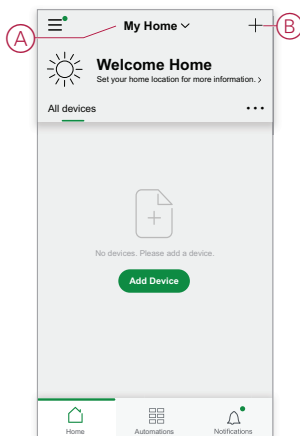 A
My Home
B
Welcome Home
Set your home location for more information. >
All devices
No devices. Please add a device.
Add Device
Home
Automations
Notifications